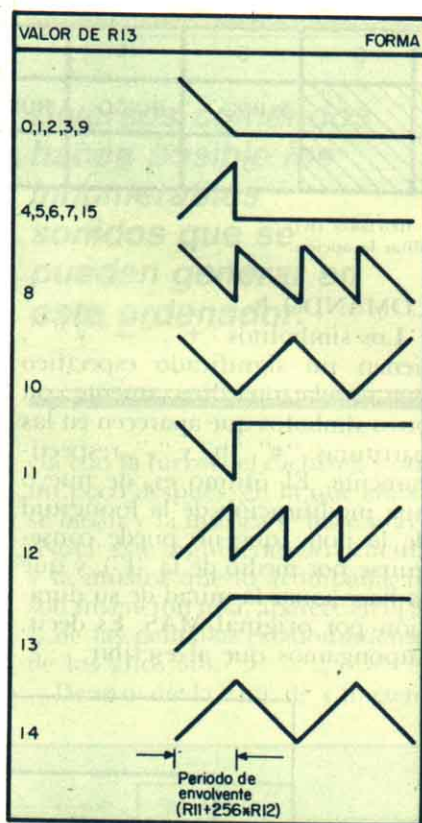 VALOR DE R13 FORMA
0,1,2,3,9
4,5,6,7,15
8
10
11
12
13
14
Periodo de
envolvente
(R11+256*R12)